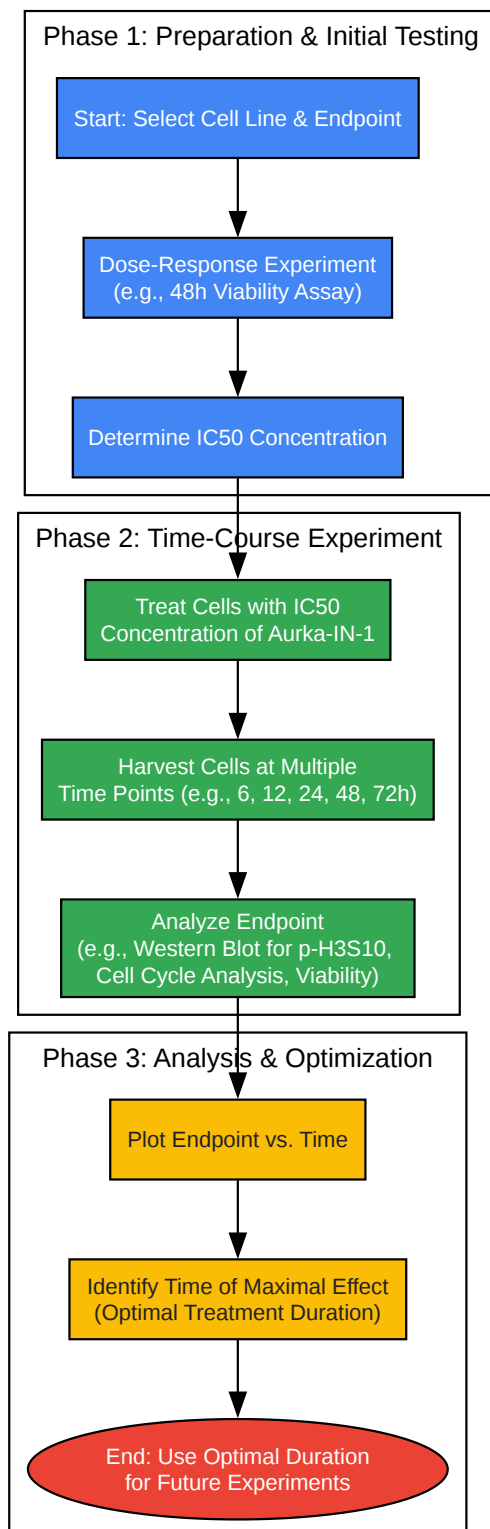 Phase 1: Preparation & Initial Testing
Start: Select Cell Line & Endpoint
Dose-Response Experiment
(e.g., 48h Viability Assay)
Determine IC50 Concentration
Phase 2: Time-Course Experiment
Treat Cells with IC50
Concentration of Aurka-IN-1
Harvest Cells at Multiple
Time Points (e.g., 6, 12, 24, 48, 72h)
Analyze Endpoint
(e.g., Western Blot for p-H3S10,
Cell Cycle Analysis, Viability)
Phase 3: Analysis & Optimization
Plot Endpoint vs. Time
Identify Time of Maximal Effect
(Optimal Treatment Duration)
End: Use Optimal Duration
for Future Experiments